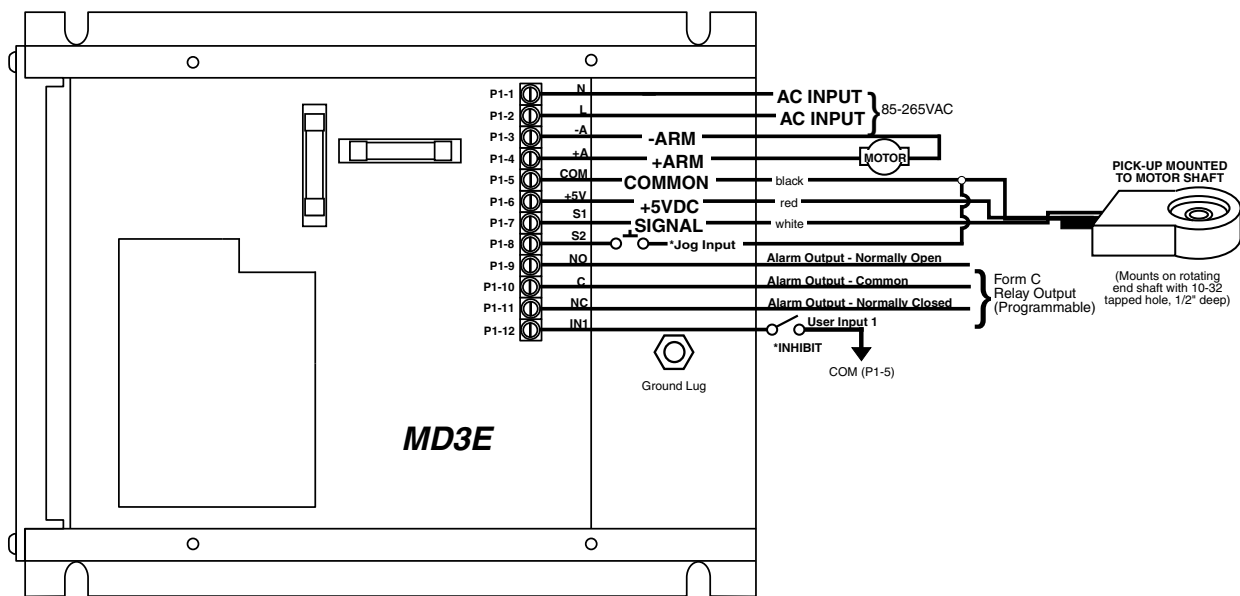 P1-1 N AC INPUT
P1-2 L AC INPUT
85-265VAC
P1-3 -A -ARM
P1-4 +A +ARM MOTOR
P1-5 COM COMMON black
P1-6 +5V +5VDC red
P1-7 S1 SIGNAL white
P1-8 S2 *Jog Input
P1-9 NO Alarm Output - Normally Open
P1-10 C Alarm Output - Common
P1-11 NC Alarm Output - Normally Closed
P1-12 IN1 User Input 1
*INHIBIT
COM (P1-5)
Form C
Relay Output
(Programmable)
PICK-UP MOUNTED
TO MOTOR SHAFT
(Mounts on rotating
end shaft with 10-32
tapped hole, 1/2" deep)
Ground Lug
MD3E